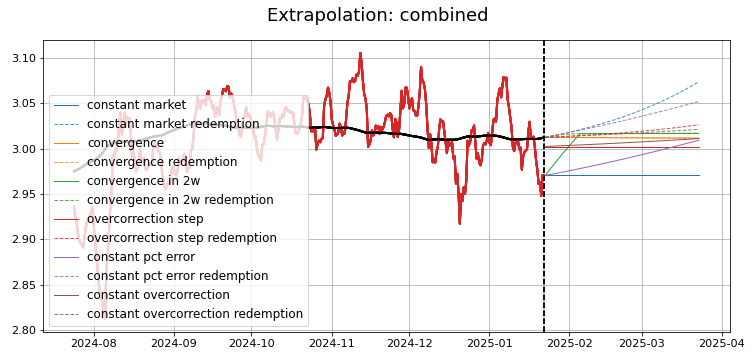 Extrapolation: combined
3.10
3.05
3.00
2.95
2.90
2.85
2.80
constant market
constant market redemption
convergence
convergence redemption
convergence in 2w
convergence in 2w redemption
overcorrection step
overcorrection step redemption
constant pct error
constant pct error redemption
constant overcorrection
constant overcorrection redemption
2024-08 2024-09 2024-10 2024-11 2024-12 2025-01 2025-02 2025-03 2025-04